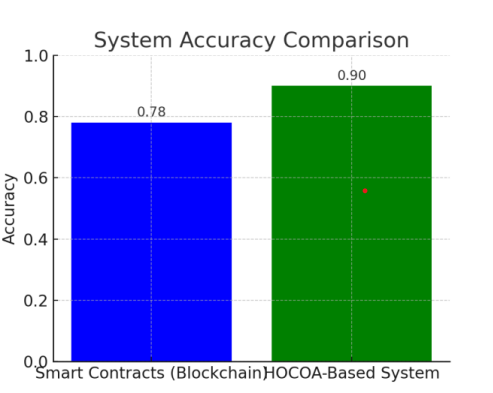 System Accuracy Comparison
1.0
0.90
0.8
0.78
0.6
0.4
0.2
0.0
Accuracy
Smart Contracts (Blockchain)
HOCOA-Based System